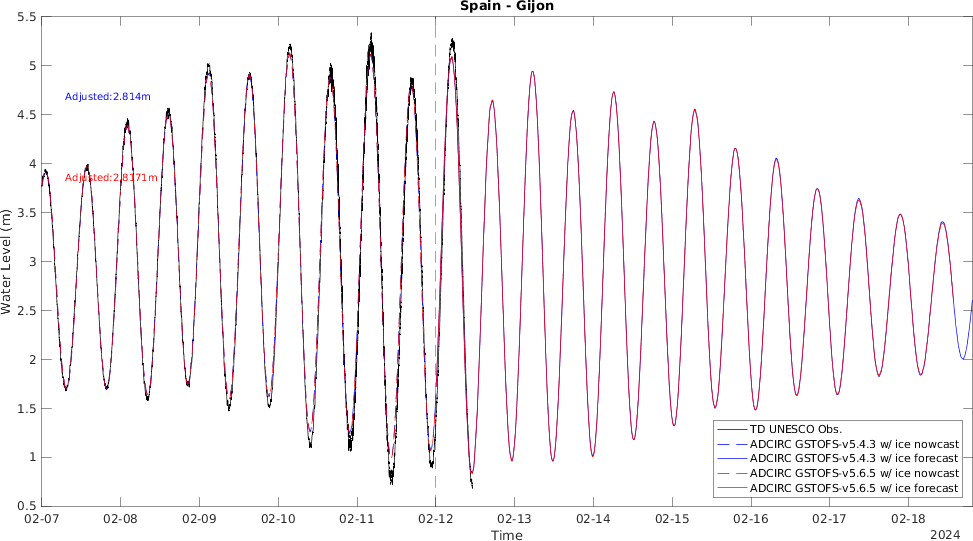 Spain - Gijon
5.5
5
4.5
4
3.5
3
2.5
2
1.5
1
0.5
Water Level (m)
Adjusted:2.814m
Adjusted:2.8171m
TD UNESCO Obs.
ADCIRC GSTOFS-v5.4.3 w/ ice nowcast
ADCIRC GSTOFS-v5.4.3 w/ ice forecast
ADCIRC GSTOFS-v5.6.5 w/ ice nowcast
ADCIRC GSTOFS-v5.6.5 w/ ice forecast
02-07 02-08 02-09 02-10 02-11 02-12 02-13 02-14 02-15 02-16 02-17 02-18
Time
2024